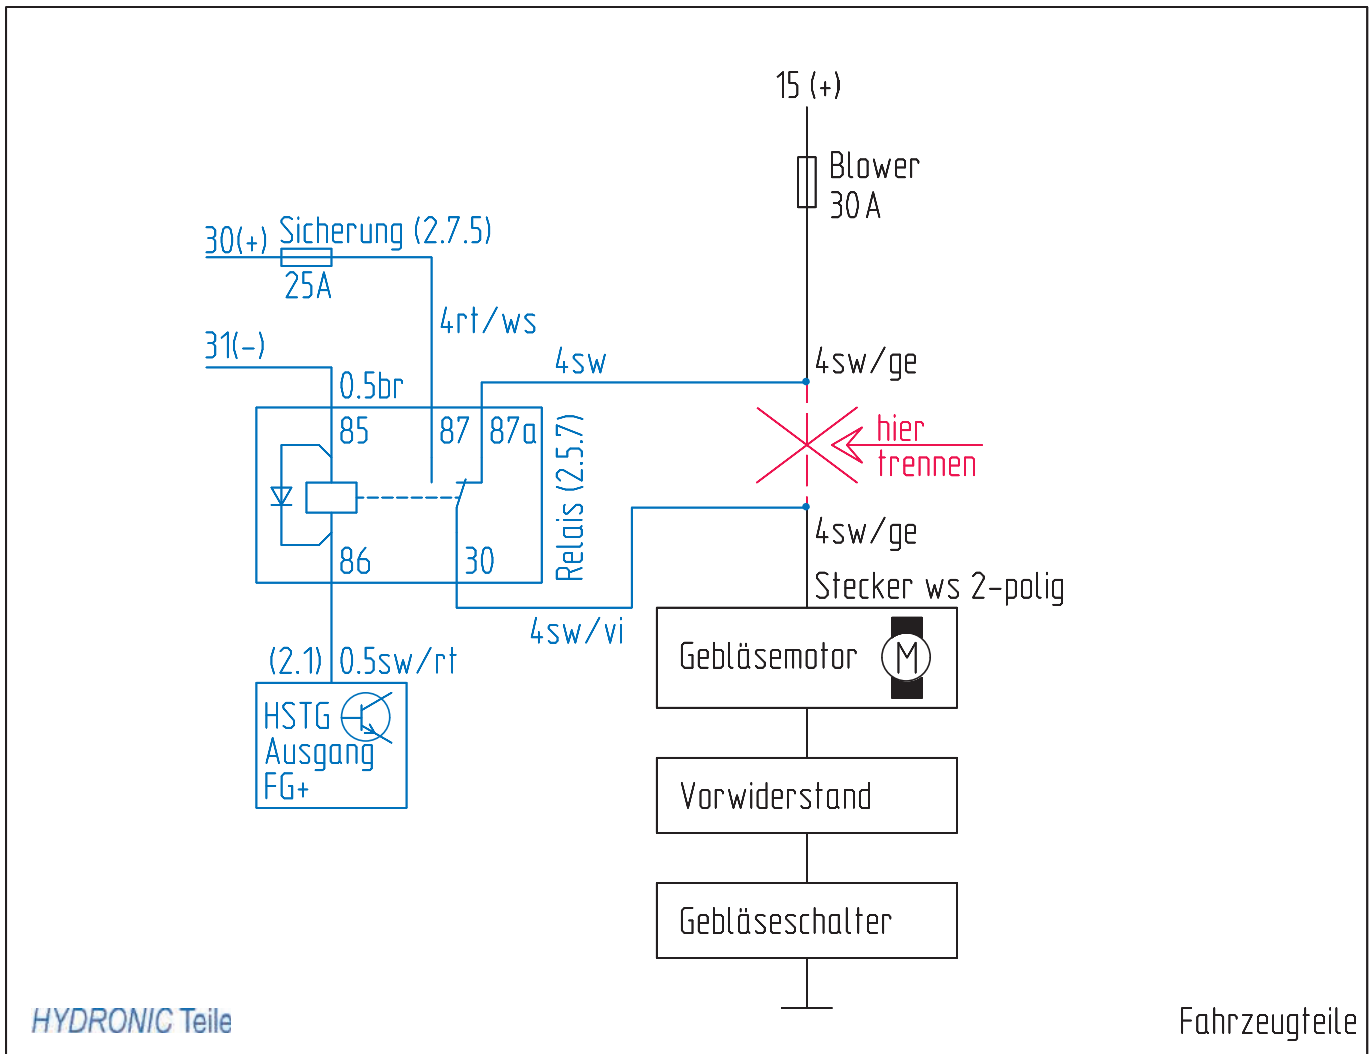 15 (+)
Blower
30 A
30(+)
Sicherung (2.7.5)
25A
4rt/ws
31(-)
0.5br
4sw
4sw/ge
85
87
87a
hier
trennen
Relais (2.5.7)
86
30
4sw/ge
Stecker ws 2-polig
4sw/vi
Gebläsemotor
M
(2.1)
0.5sw/rt
HSTG
Ausgang
FG+
Vorwiderstand
Gebläseschalter
HYDRONIC Teile
Fahrzeugteile